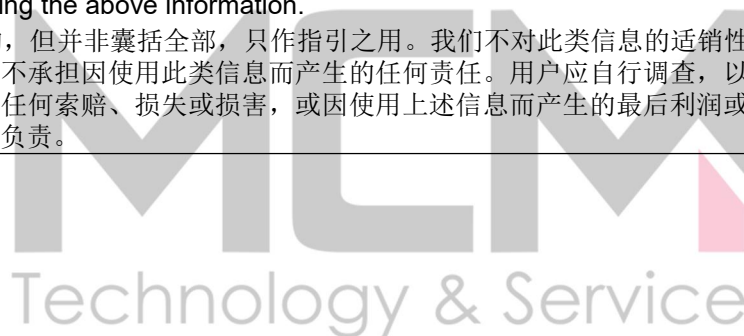 ing the above information.
，但并非囊括全部，只作指引之用。我们不对此类信息的适销性
不承担因使用此类信息而产生的任何责任。用户应自行调查，以
任何索赔、损失或损害，或因使用上述信息而产生的最后利润或
负责。
MCM
Technology & Service